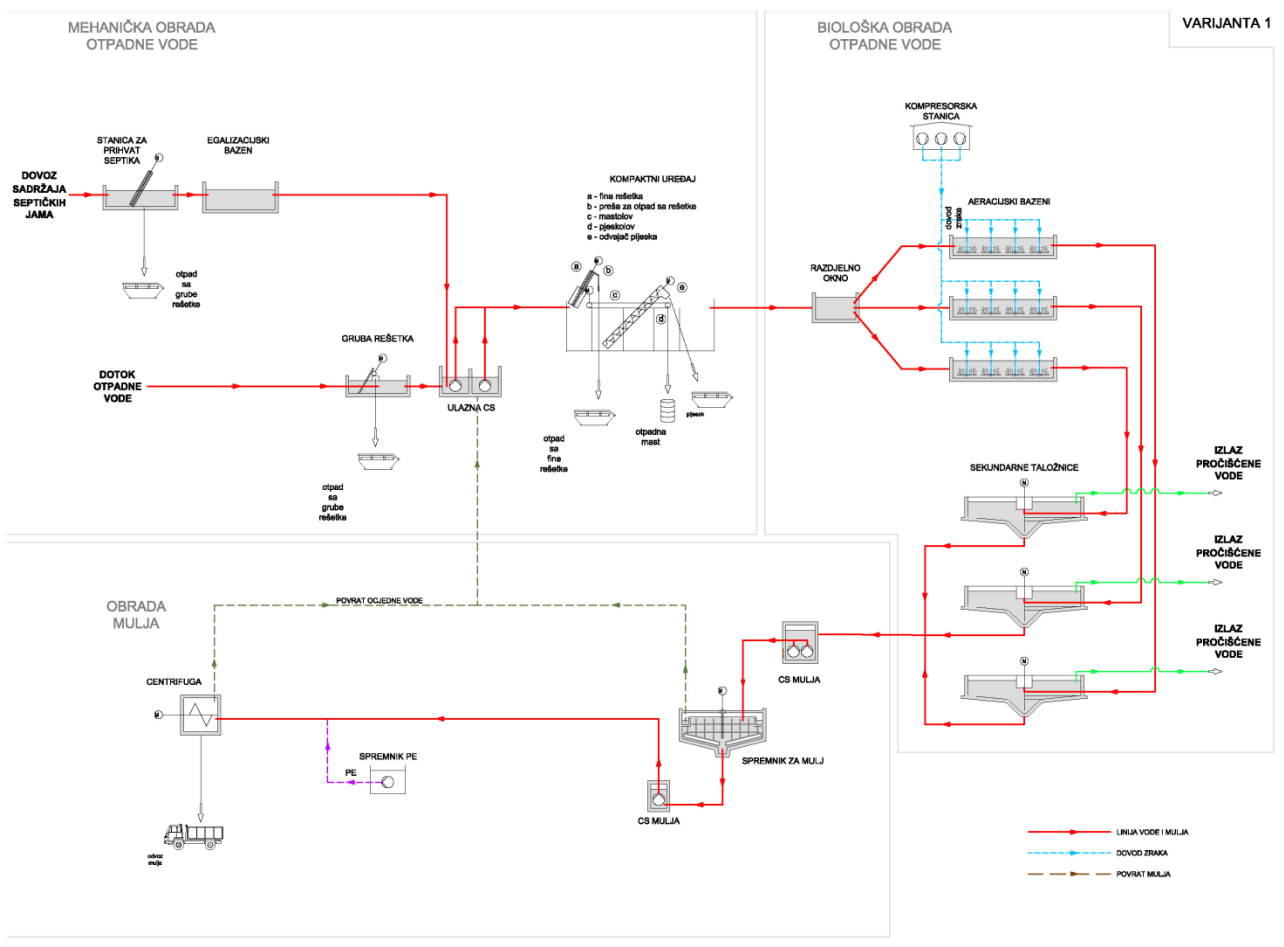 MEHANIČKA OBRADA
OTPADNE VODE
BIOLOŠKA OBRADA
OTPADNE VODE
VARIJANTA 1
KOMPRESORSKA
STANICA
STANICA ZA
PRIHVAT
SEPTIKA
EGALIZACIJSKI
BAZEN
M
DOVOZ
SADRŽAJA
SEPTIČKIH
JAMA
KOMPAKTNI UREĐAJ
a - fina rešetka
b - preša za otpad sa rešetke
c - mastolov
d - pjeskolov
e - odvajač pijeska
dovod
zraka
AERACIJSKI BAZENI
RAZDJELNO
OKNO
otpad
sa
grube
rešetke
a
M
b
c
M
e
d
GRUBA REŠETKA
M
DOTOK
OTPADNE
VODE
ULAZNA CS
otpad
sa
fine
rešetke
otpadna
mast
pijesak
otpad
sa
grube
rešetke
SEKUNDARNE TALOŽNICE
M
IZLAZ
PROČIŠĆENE
VODE
M
IZLAZ
PROČIŠĆENE
VODE
M
IZLAZ
PROČIŠĆENE
VODE
OBRADA
MULJA
POVRAT OCJEDNE VODE
CS MULJA
CENTRIFUGA
M
M
SPREMNIK ZA MULJ
SPREMNIK PE
PE
CS MULJA
odvoz
mulja
LINIJA VODE I MULJA
DOVOD ZRAKA
POVRAT MULJA